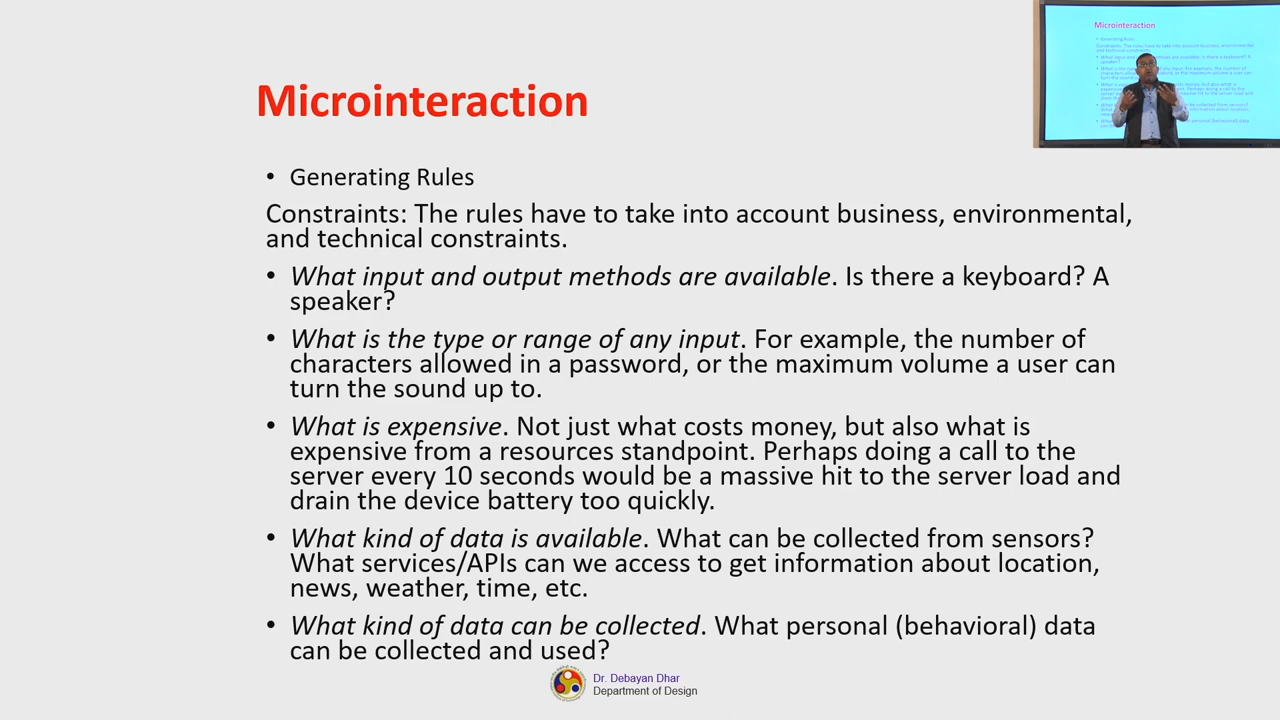 Microinteraction
• Generating Rules
Constraints: The rules have to take into account business, environmental,
and technical constraints.
• What input and output methods are available. Is there a keyboard? A
speaker?
• What is the type or range of any input. For example, the number of
characters allowed in a password, or the maximum volume a user can
turn the sound up to.
• What is expensive. Not just what costs money, but also what is
expensive from a resources standpoint. Perhaps doing a call to the
server every 10 seconds would be a massive hit to the server load and
drain the device battery too quickly.
• What kind of data is available. What can be collected from sensors?
What services/APIs can we access to get information about location,
news, weather, time, etc.
• What kind of data can be collected. What personal (behavioral) data
can be collected and used?
Dr. Debayan Dhar
Department of Design
Microinteraction